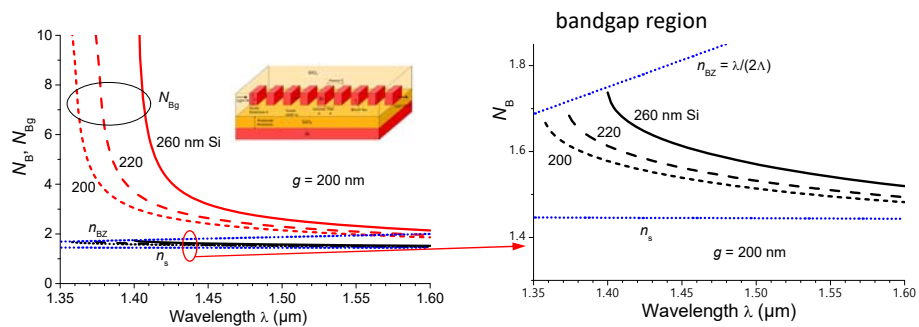 bandgap region
10
8
6
4
2
0
N_B, N_Bg
N_Bg
260 nm Si
220
200
g = 200 nm
n_BZ
n_s
1.35 1.40 1.45 1.50 1.55 1.60
Wavelength λ (μm)
SiO₂
SiO₂
Si
1.8
1.6
1.4
N_B
n_BZ = λ/(2Λ)
260 nm Si
220
200
n_s
g = 200 nm
1.35 1.40 1.45 1.50 1.55 1.60
Wavelength λ (μm)